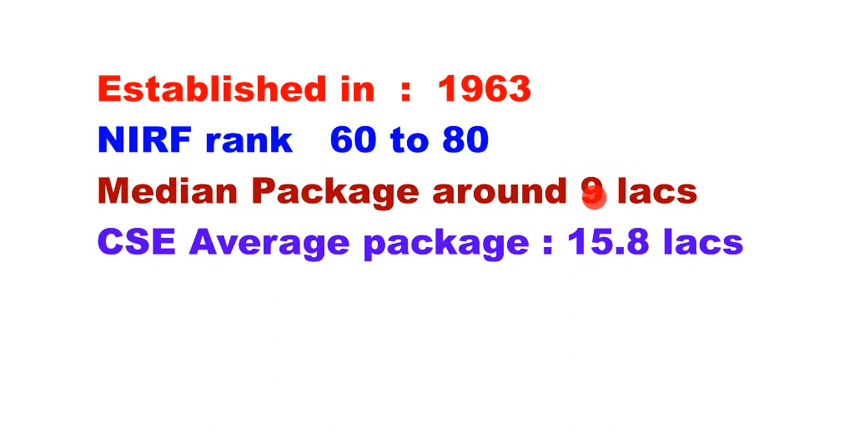 Established in : 1963
NIRF rank 60 to 80
Median Package around 9 lacs
CSE Average package : 15.8 lacs